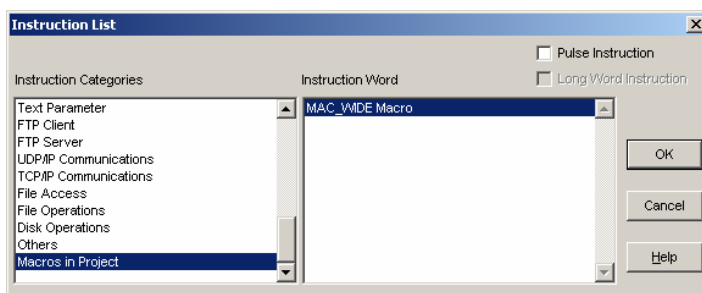 Instruction List
Pulse Instruction
Instruction Categories
Instruction Word
Long Word Instruction
Text Parameter
FTP Client
FTP Server
UDP/IP Communications
TCP/IP Communications
File Access
File Operations
Disk Operations
Others
Macros in Project
MAC_WIDE Macro
OK
Cancel
Help